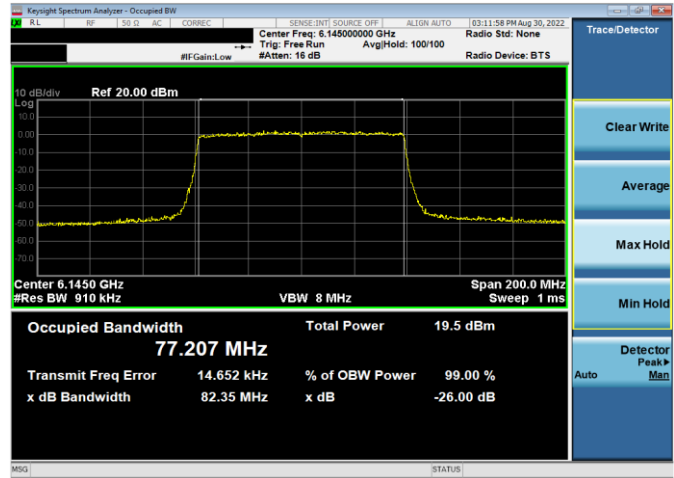 Keysight Spectrum Analyzer - Occupied BW
RL RF 50 Ω AC CORREC SENSE:INT SOURCE OFF ALIGN AUTO 03:11:58 PM Aug 30, 2022
Center Freq: 6.145000000 GHz Radio Std: None
Trig: Free Run Avg|Hold: 100/100
#IFGain:Low #Atten: 16 dB Radio Device: BTS
Trace/Detector
10 dB/div Ref 20.00 dBm
Log
10.0
0.00
-10.0
-20.0
-30.0
-40.0
-50.0
-60.0
-70.0
Center 6.1450 GHz Span 200.0 MHz
#Res BW 910 kHz VBW 8 MHz Sweep 1 ms
Occupied Bandwidth Total Power 19.5 dBm
77.207 MHz
Transmit Freq Error 14.652 kHz % of OBW Power 99.00 %
x dB Bandwidth 82.35 MHz x dB -26.00 dB
Clear Write
Average
Max Hold
Min Hold
Detector
Peak▶
Auto Man
MSG STATUS